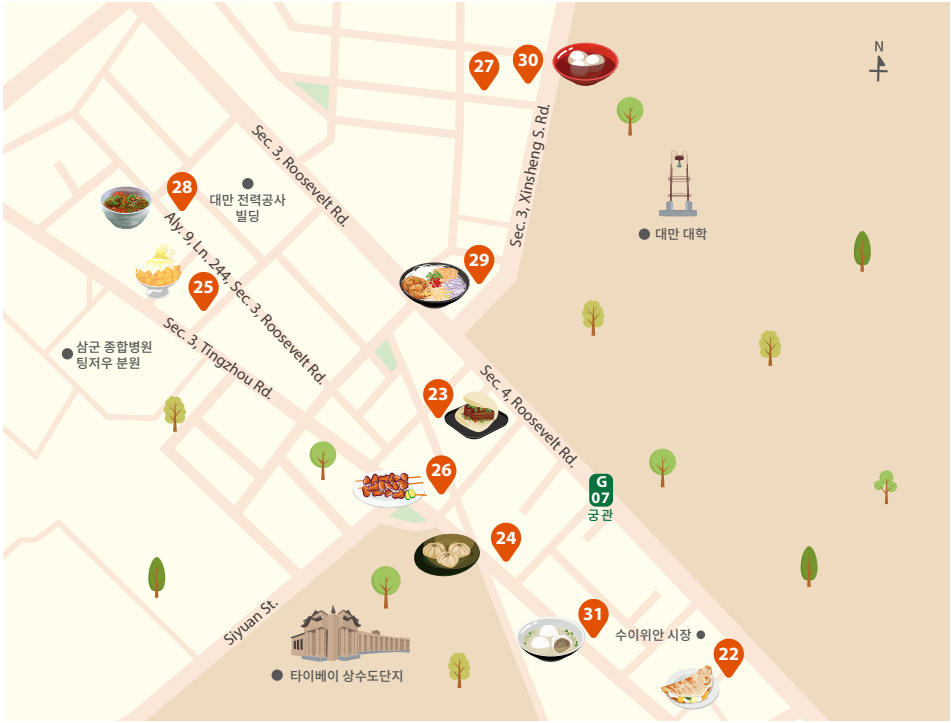 27
30
N
Sec. 3, Xinsheng S. Rd.
Sec. 3, Roosevelt Rd.
28
대만 전력공사
빌딩
대만 대학
Aly. 9, Ln. 244, Sec. 3, Roosevelt Rd.
29
25
Sec. 3, Tingzhou Rd.
삼군 종합병원
팅저우 분원
23
Sec. 4, Roosevelt Rd.
26
G
07
궁관
24
Siyuan St.
31
수이위안 시장
22
타이베이 상수도단지